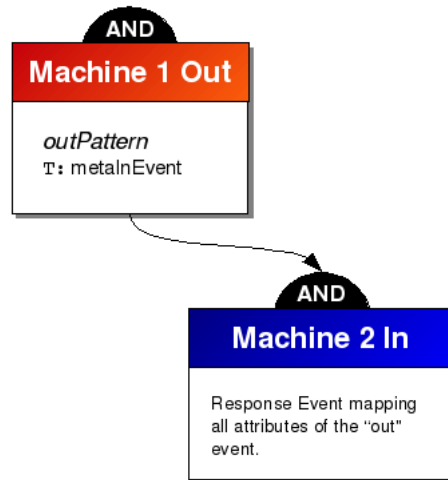 AND
Machine 1 Out
outPattern
T: metaInEvent
AND
Machine 2 In
Response Event mapping
all attributes of the “out"
event.